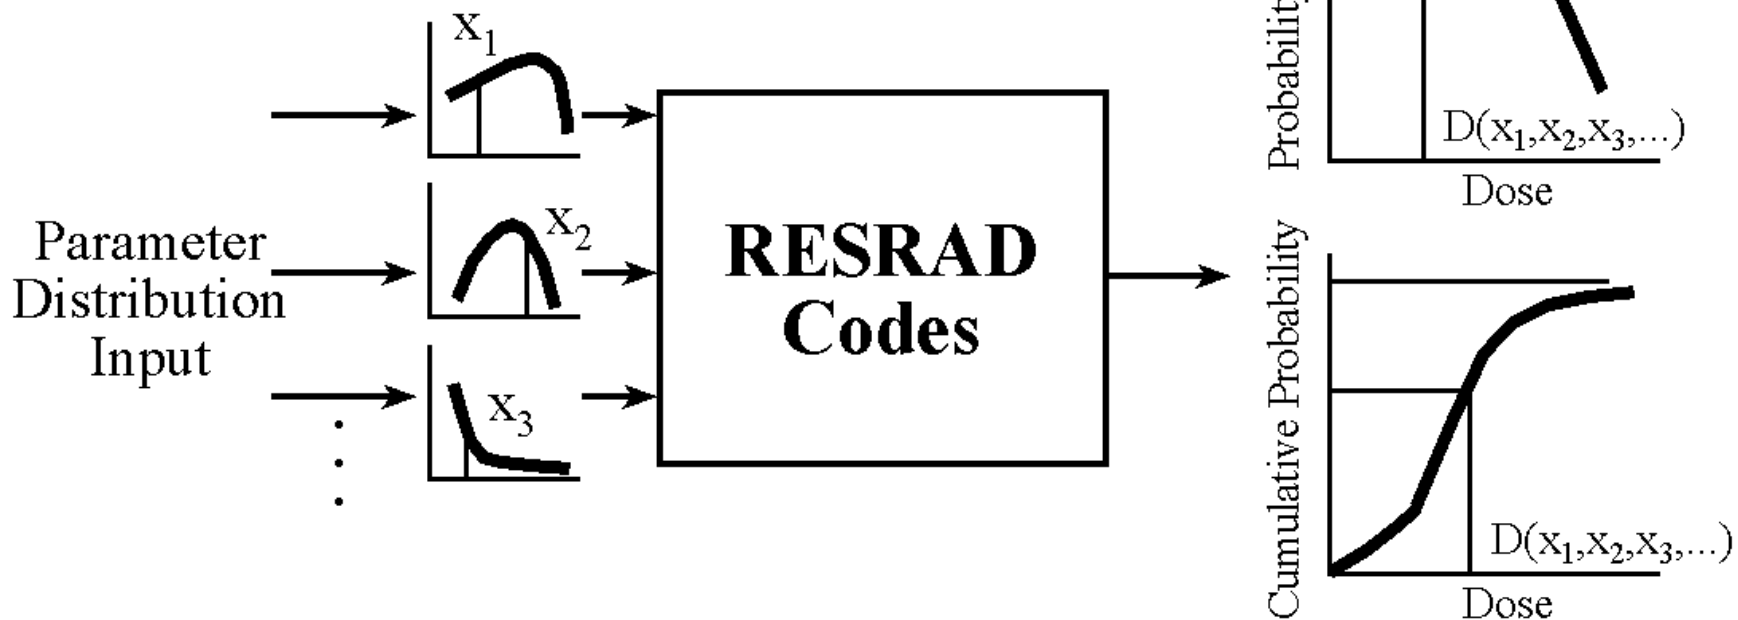 Parameter
Distribution
Input
x₁
x₂
x₃
RESRAD
Codes
Probability
D(x₁,x₂,x₃,...)
Dose
Cumulative Probability
D(x₁,x₂,x₃,...)
Dose